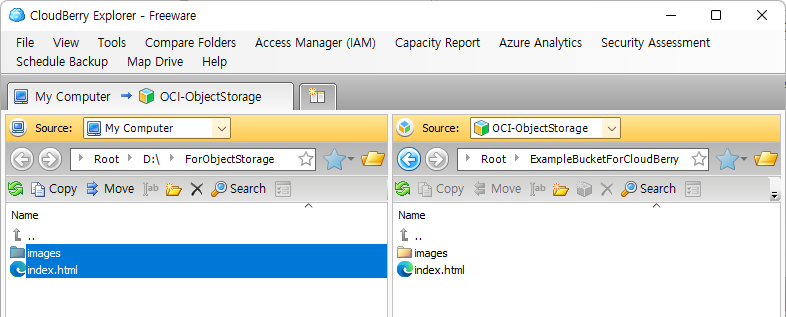 CloudBerry Explorer - Freeware
File View Tools Compare Folders Access Manager (IAM) Capacity Report Azure Analytics Security Assessment
Schedule Backup Map Drive Help
My Computer OCI-ObjectStorage
Source: My Computer
Root D:\ ForObjectStorage
Copy Move Search
Name
..
images
index.html
Source: OCI-ObjectStorage
Root ExampleBucketForCloudBerry
Copy Move Search
Name
..
images
index.html